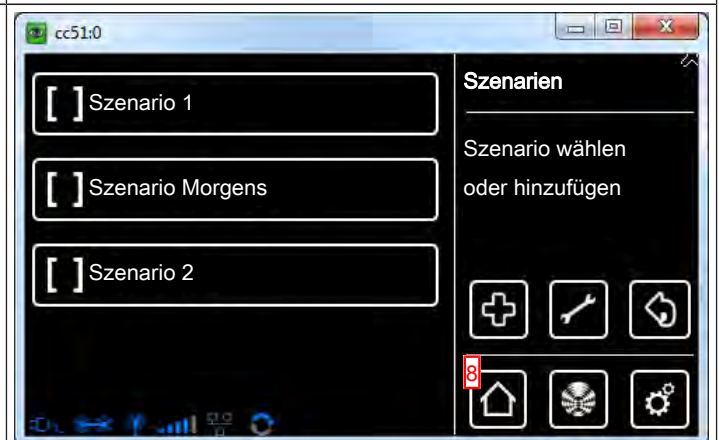 cc51:0
[ ] Szenario 1
[ ] Szenario Morgens
[ ] Szenario 2
Szenarien
Szenario wählen
oder hinzufügen
8